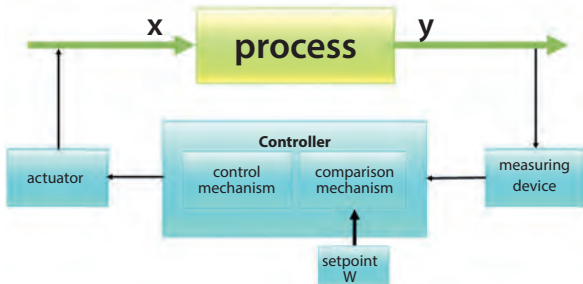 x
process
y
Controller
actuator
control
mechanism
comparison
mechanism
measuring
device
setpoint
W